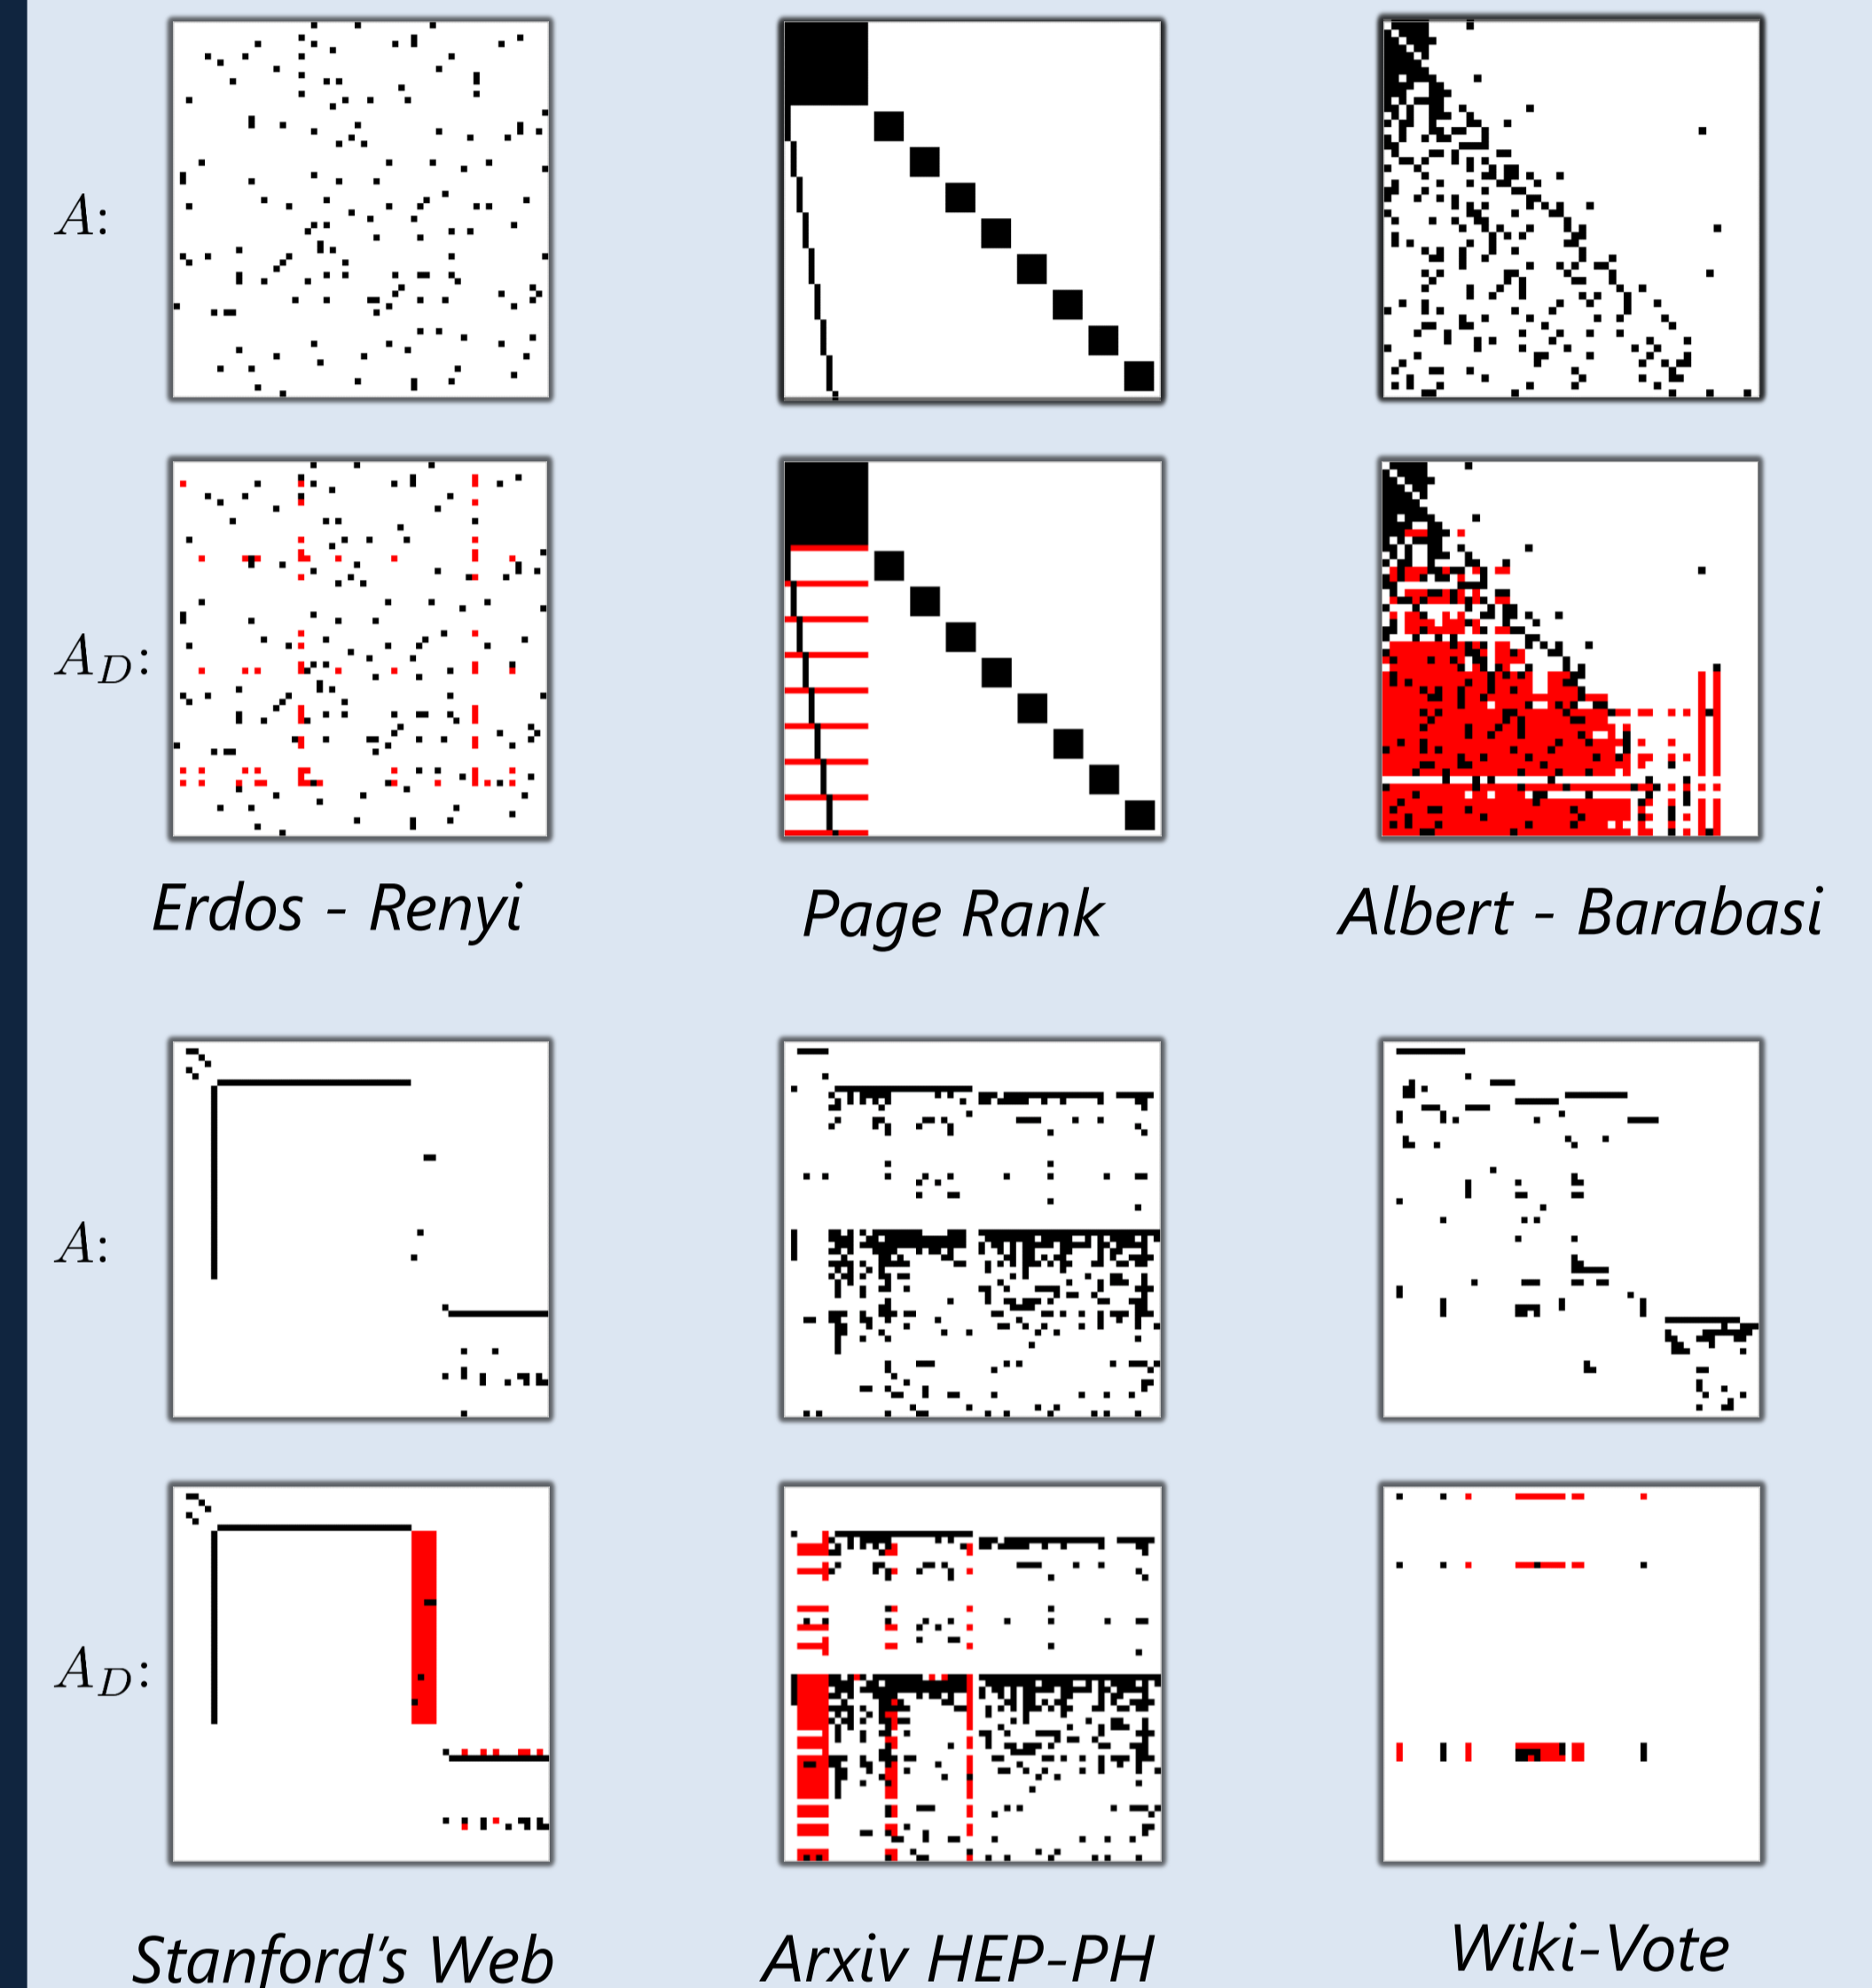 A:
A_D:
Erdos - Renyi
Page Rank
Albert - Barabasi
A:
A_D:
Stanford's Web
Arxiv HEP-PH
Wiki-Vote